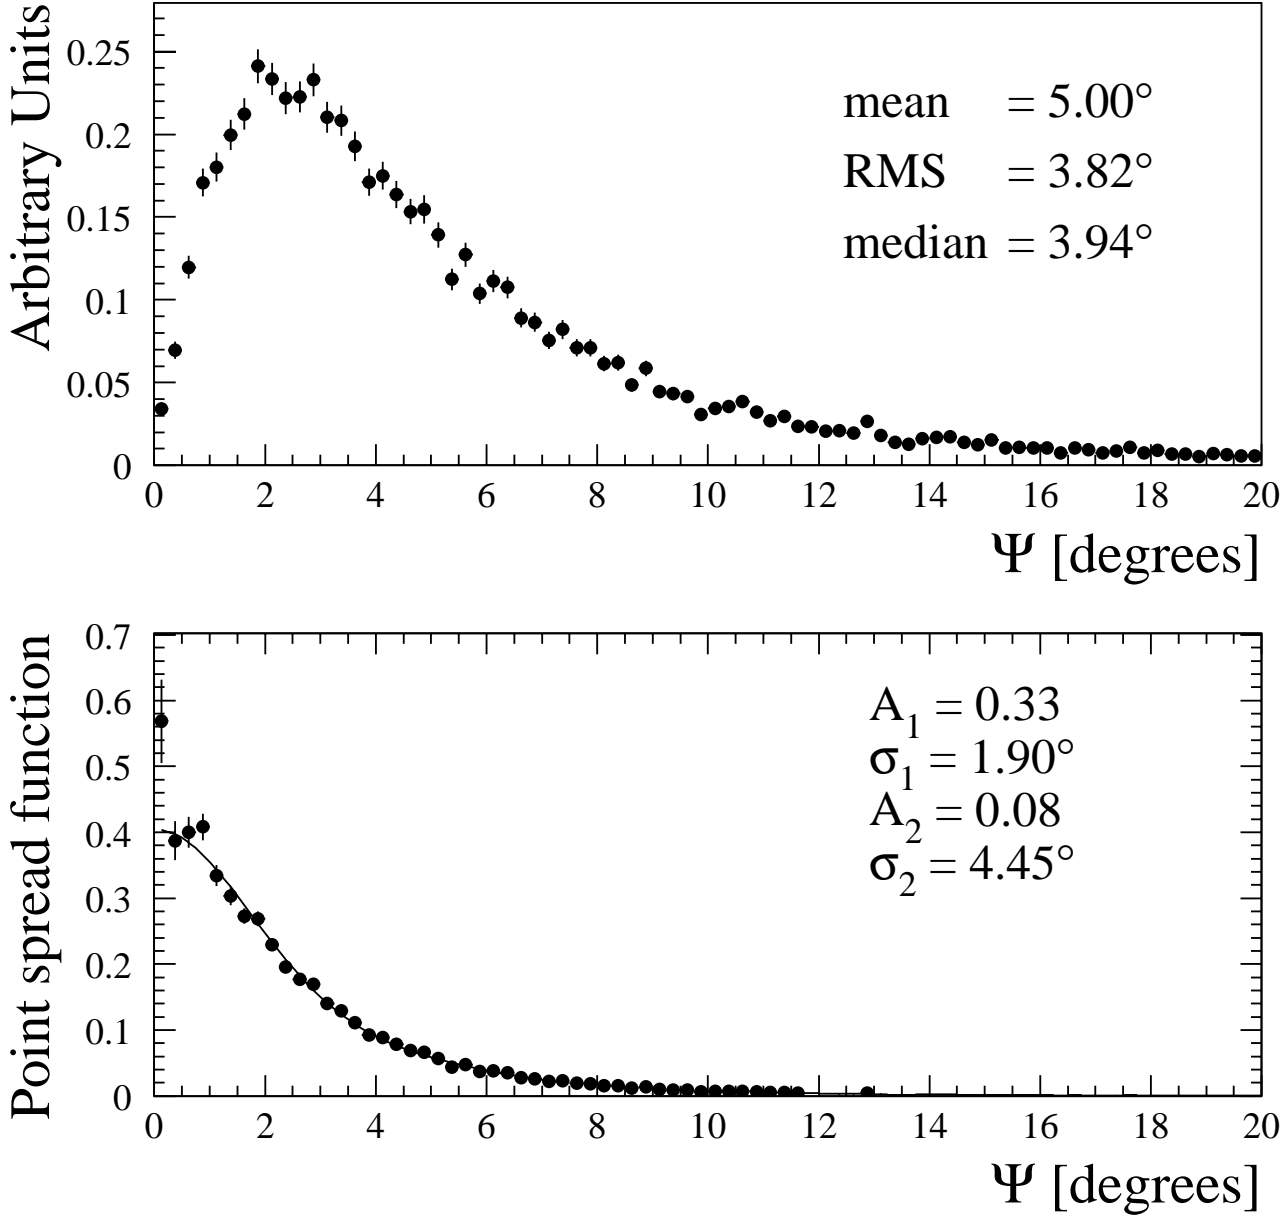 Arbitrary Units
0.25
0.2
0.15
0.1
0.05
0
mean = 5.00°
RMS = 3.82°
median = 3.94°
0 2 4 6 8 10 12 14 16 18 20
Ψ [degrees]
Point spread function
0.7
0.6
0.5
0.4
0.3
0.2
0.1
0
A₁ = 0.33
σ₁ = 1.90°
A₂ = 0.08
σ₂ = 4.45°
0 2 4 6 8 10 12 14 16 18 20
Ψ [degrees]